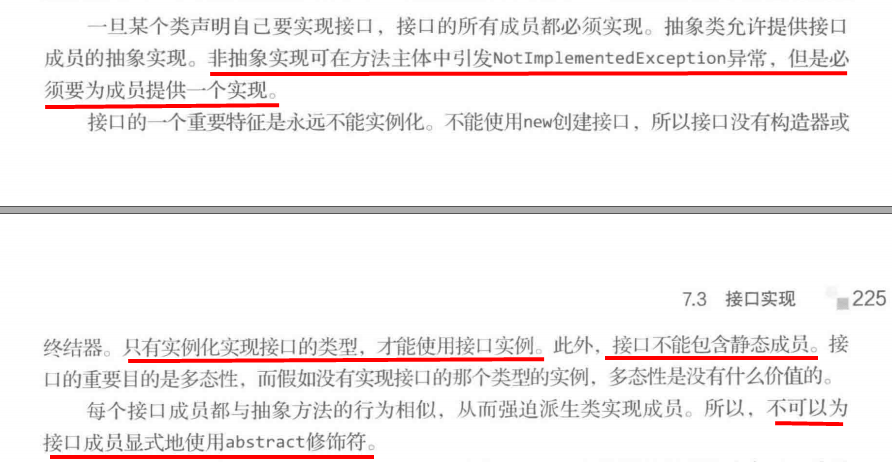 一旦某个类声明自己要实现接口，接口的所有成员都必须实现。抽象类允许提供接口
成员的抽象实现。非抽象实现可在方法主体中引发NotImplementedException异常，但是必
须要为成员提供一个实现。
接口的一个重要特征是永远不能实例化。不能使用new创建接口，所以接口没有构造器或
7.3 接口实现 225
终结器。只有实例化实现接口的类型，才能使用接口实例。此外，接口不能包含静态成员。接
口的重要目的是多态性，而假如没有实现接口的那个类型的实例，多态性是没有什么价值的。
每个接口成员都与抽象方法的行为相似，从而强迫派生类实现成员。所以，不可以为
接口成员显式地使用abstract修饰符。